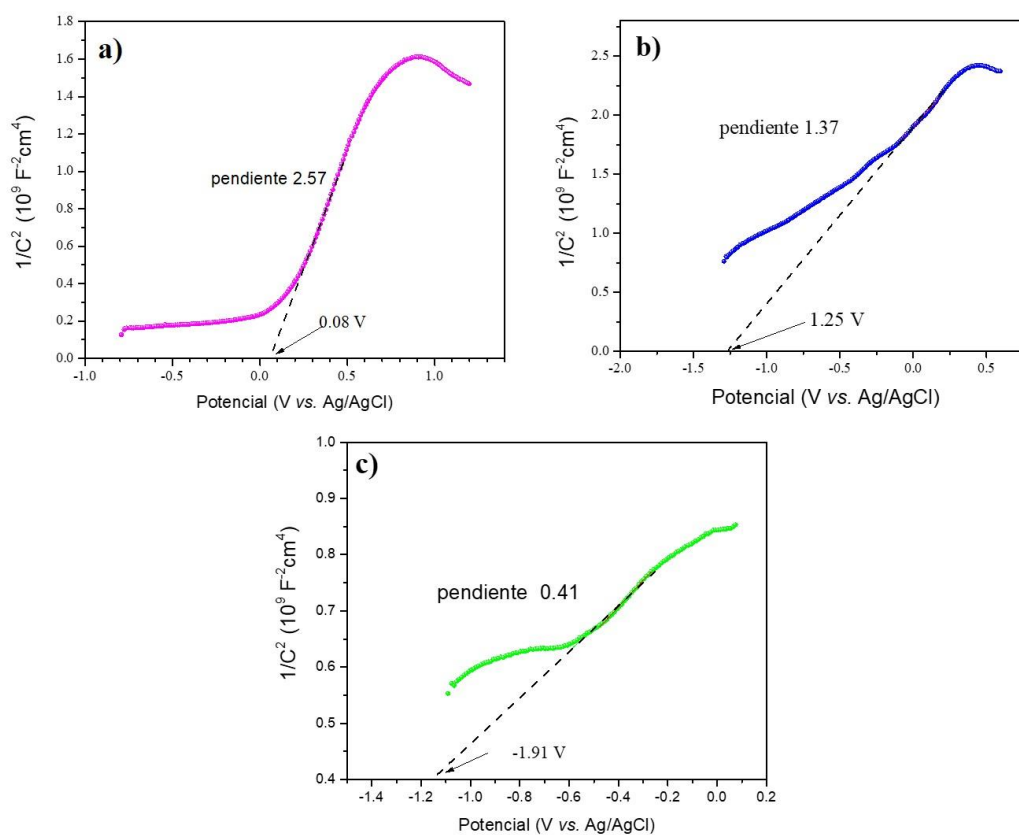 a)
1.8
1.6
1.4
1.2
1.0
0.8
0.6
0.4
0.2
0.0
1/C² (10⁹ F⁻²cm⁴)
pendiente 2.57
0.08 V
-1.0 -0.5 0.0 0.5 1.0
Potencial (V vs. Ag/AgCl)
b)
2.5
2.0
1.5
1.0
0.5
0.0
1/C² (10⁹ F⁻²cm⁴)
pendiente 1.37
1.25 V
-2.0 -1.5 -1.0 -0.5 0.0 0.5
Potencial (V vs. Ag/AgCl)
c)
1.0
0.9
0.8
0.7
0.6
0.5
0.4
1/C² (10⁹ F⁻²cm⁴)
pendiente 0.41
-1.91 V
-1.4 -1.2 -1.0 -0.8 -0.6 -0.4 -0.2 0.0 0.2
Potencial (V vs. Ag/AgCl)